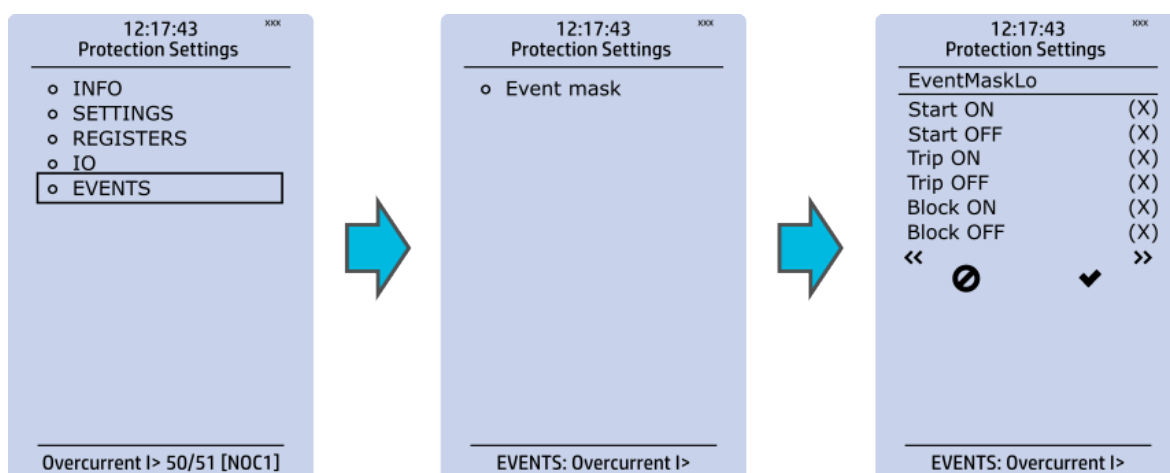 12:17:43 xxx
Protection Settings
INFO
SETTINGS
REGISTERS
IO
EVENTS
Overcurrent I> 50/51 [NOC1]
12:17:43 xxx
Protection Settings
Event mask
EVENTS: Overcurrent I>
12:17:43 xxx
Protection Settings
EventMaskLo
Start ON (X)
Start OFF (X)
Trip ON (X)
Trip OFF (X)
Block ON (X)
Block OFF (X)
<< >>
EVENTS: Overcurrent I>